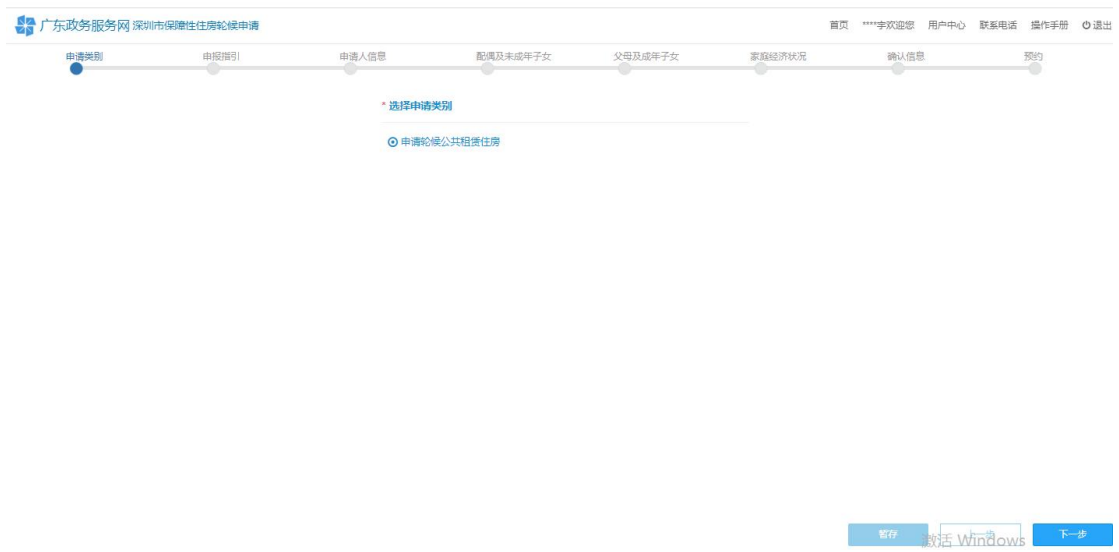 广东政务服务网 深圳市保障性住房轮候申请 首页 ****字欢迎您 用户中心 联系电话 操作手册 退出
申请类别 申报指引 申请人信息 配偶及未成年子女 父母及成年子女 家庭经济状况 确认信息 预约
* 选择申请类别
申请轮候公共租赁住房
暂存 上一步 下一步
激活 Windows